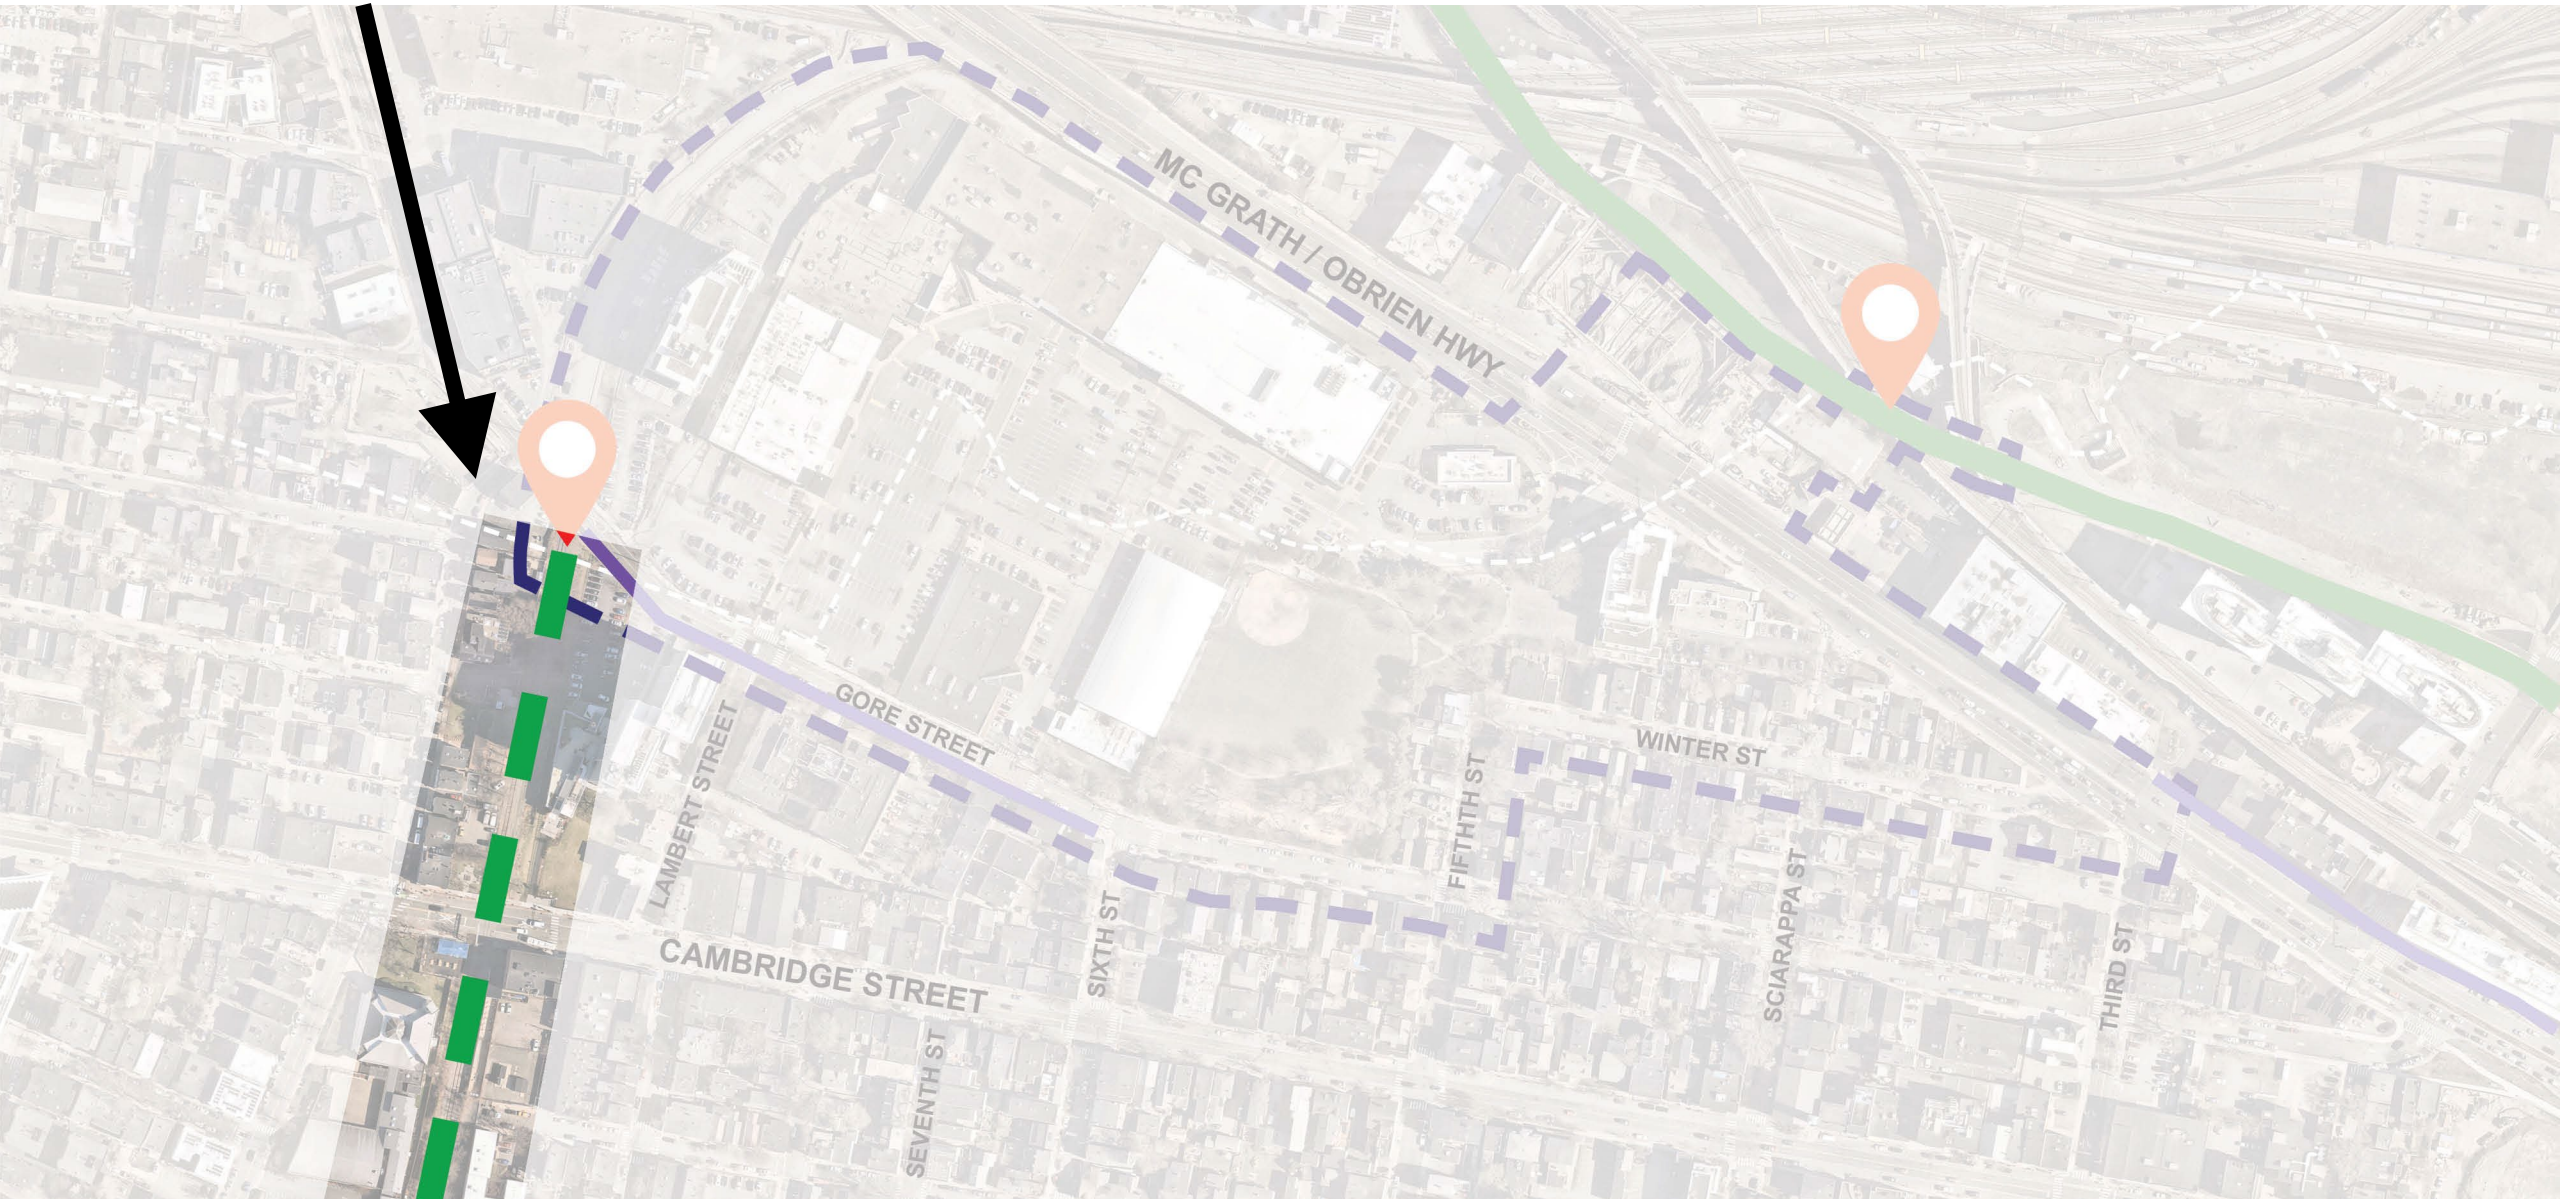 MC GRATH / OBRIEN HWY
GORE STREET
LAMBERT STREET
WINTER ST
FIFTHTH ST
CAMBRIDGE STREET
SIXTH ST
SCIARAPPA ST
THIRD ST
SEVENTH ST